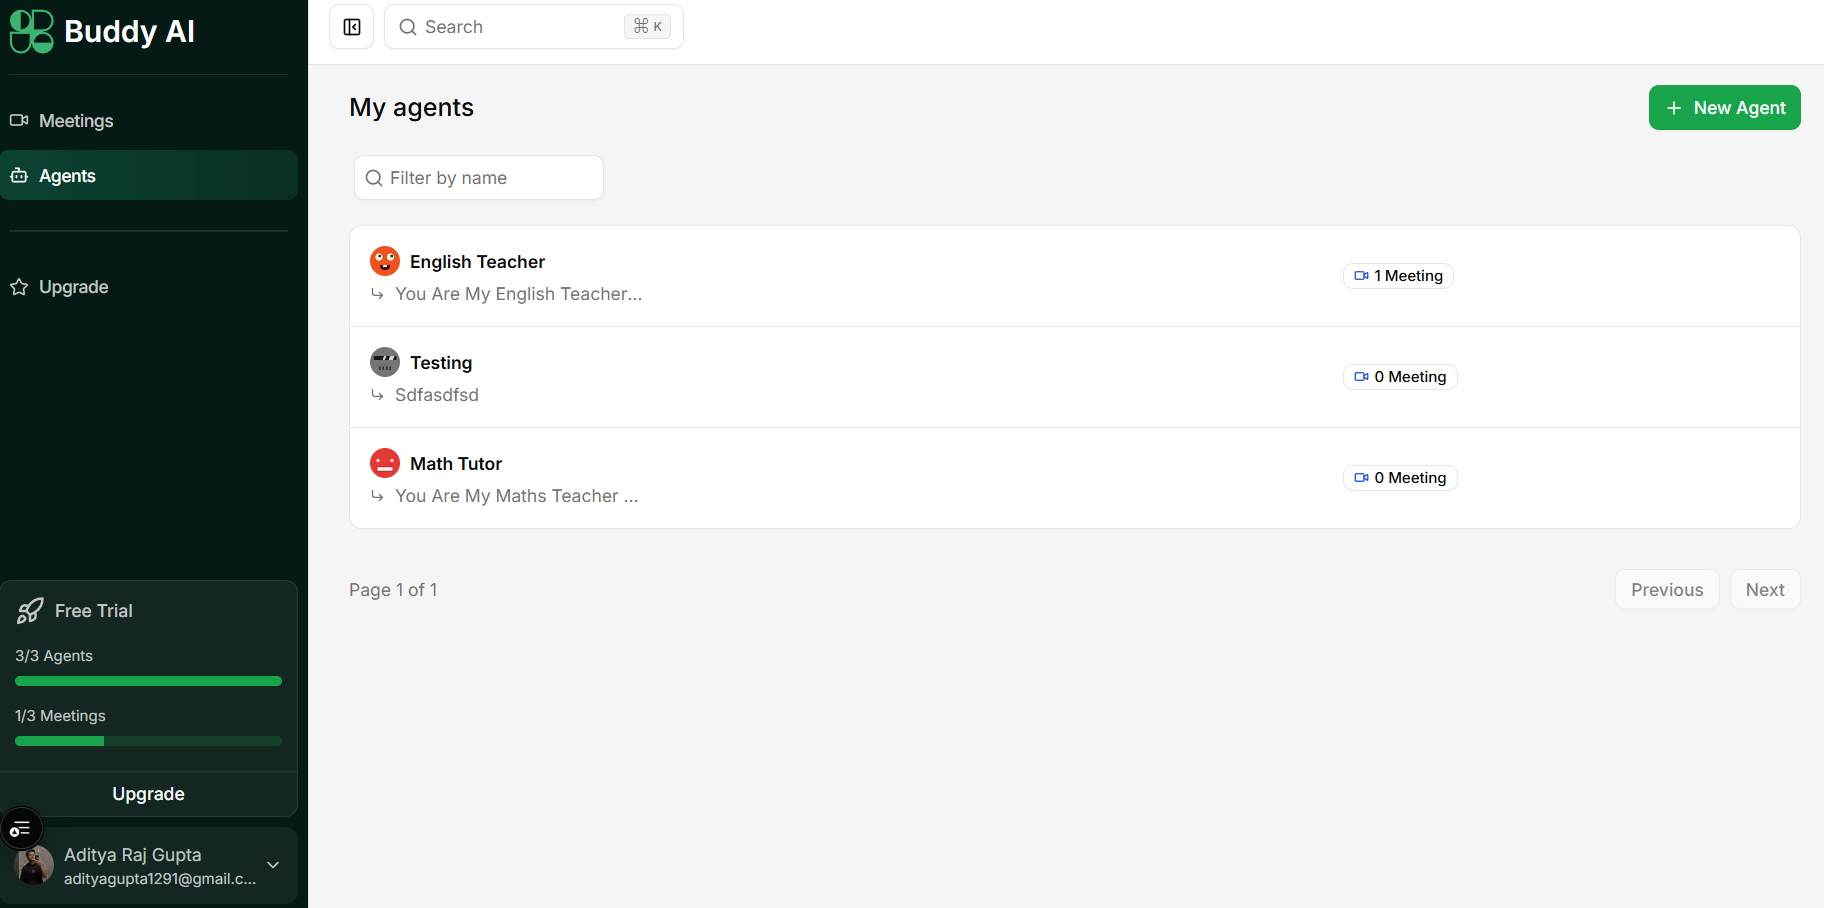 Buddy AI
Meetings
Agents
Upgrade
Free Trial
3/3 Agents
1/3 Meetings
Upgrade
Aditya Raj Gupta
adityagupta1291@gmail.c...
Search
⌘ K
My agents
+ New Agent
Filter by name
English Teacher
You Are My English Teacher...
1 Meeting
Testing
Sdfasdfsd
0 Meeting
Math Tutor
You Are My Maths Teacher ...
0 Meeting
Page 1 of 1
Previous
Next